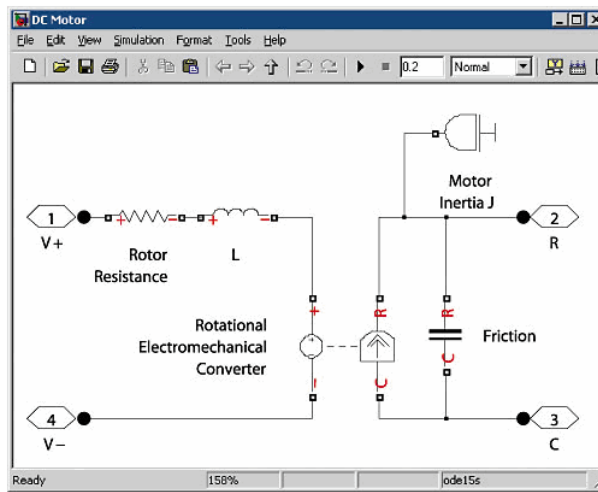 DC Motor
File Edit View Simulation Format Tools Help
0.2 Normal
Motor
Inertia J
1
+ − + −
2
V+
R
Rotor
Resistance
L
+ R R
Rotational
Electromechanical
Converter
Friction
− C C
4
3
V−
C
Ready 158% ode15s